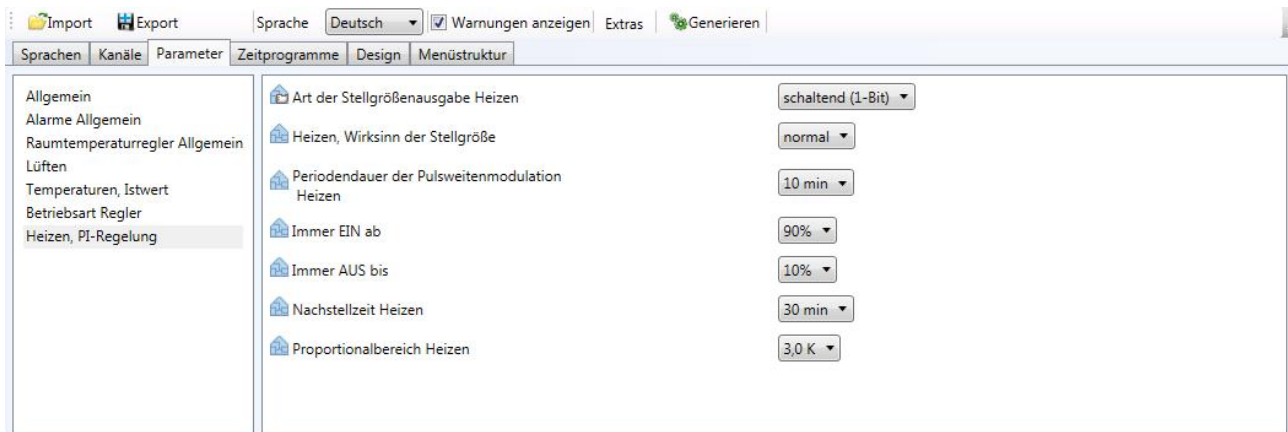 Import Export Sprache Deutsch Warnungen anzeigen Extras Generieren
Sprachen Kanäle Parameter Zeitprogramme Design Menüstruktur
Allgemein
Alarme Allgemein
Raumtemperaturregler Allgemein
Lüften
Temperaturen, Istwert
Betriebsart Regler
Heizen, PI-Regelung
Art der Stellgrößenausgabe Heizen schaltend (1-Bit)
Heizen, Wirksinn der Stellgröße normal
Periodendauer der Pulsweitenmodulation
Heizen 10 min
Immer EIN ab 90%
Immer AUS bis 10%
Nachstellzeit Heizen 30 min
Proportionalbereich Heizen 3,0 K